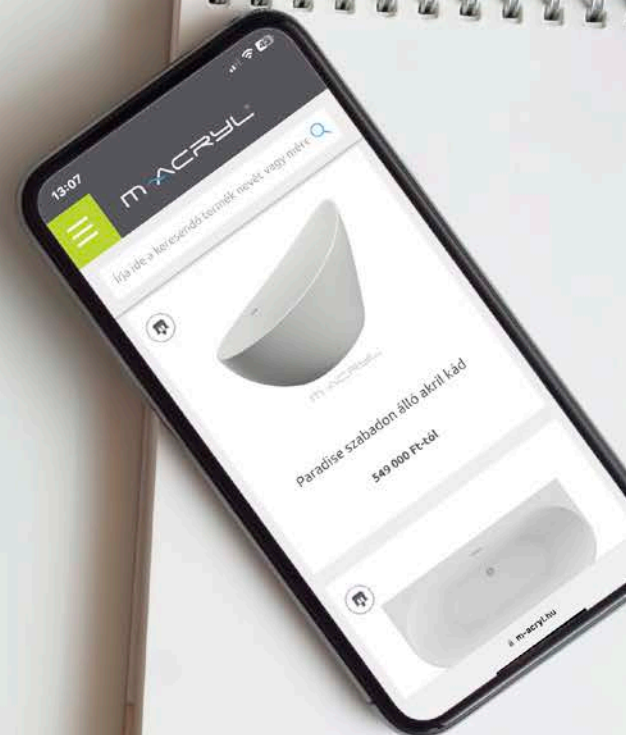 13:07
M-ACRYL
Írja ide a keresendő termék nevét vagy mére
M-ACRYL
Paradise szabadon álló akril kád
549 000 Ft-tól
m-acryl.hu